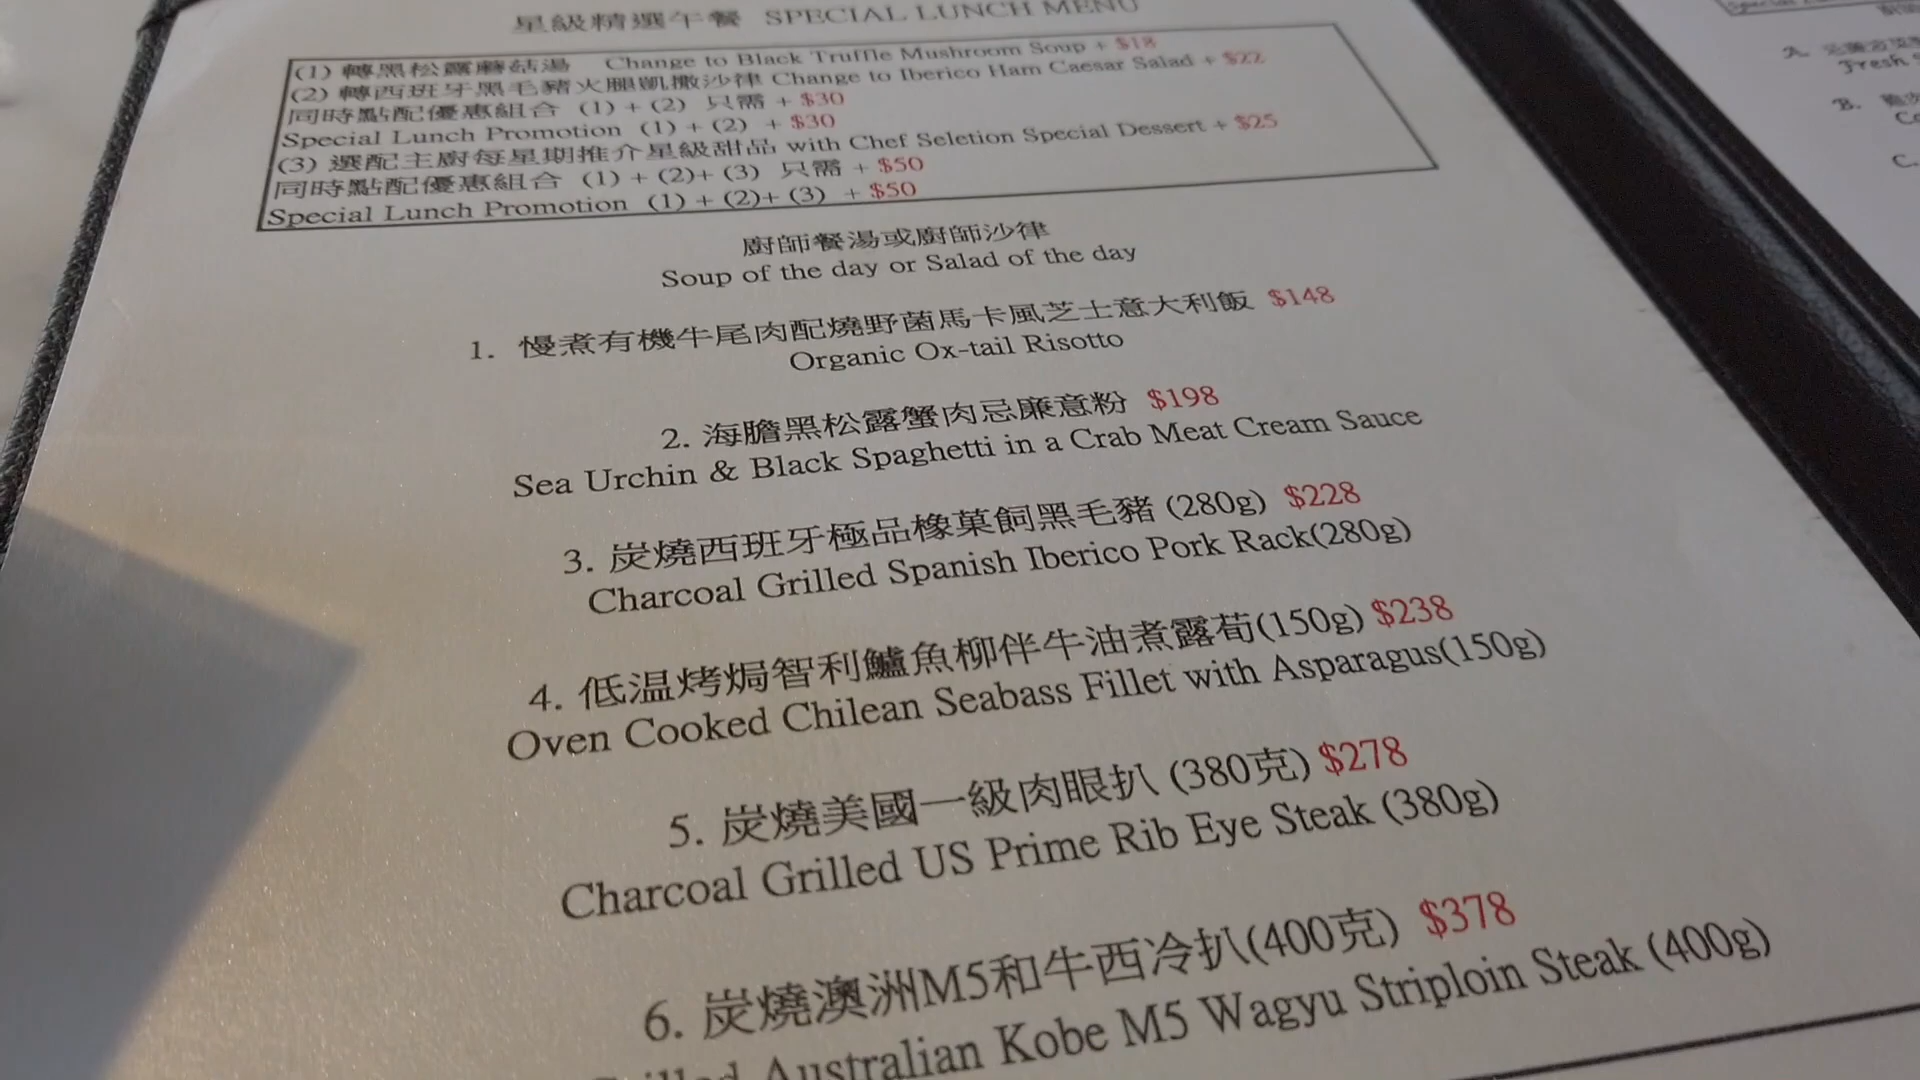 星級精選午餐 SPECIAL LUNCH MENU
(1) 轉黑松露蘑菇湯 Change to Black Truffle Mushroom Soup + $18
(2) 轉西班牙黑毛豬火腿凱撒沙律 Change to Iberico Ham Caesar Salad + $22
同時點配優惠組合 (1) + (2) 只需 + $30
Special Lunch Promotion (1) + (2) + $30
(3) 選配主廚每星期推介星級甜品 with Chef Seletion Special Dessert + $25
同時點配優惠組合 (1) + (2)+ (3) 只需 + $50
Special Lunch Promotion (1) + (2)+ (3) + $50
廚師餐湯或廚師沙律
Soup of the day or Salad of the day
1. 慢煮有機牛尾肉配燒野菌馬卡風芝士意大利飯 $148
Organic Ox-tail Risotto
2. 海膽黑松露蟹肉忌廉意粉 $198
Sea Urchin & Black Spaghetti in a Crab Meat Cream Sauce
3. 炭燒西班牙極品橡菓飼黑毛豬 (280g) $228
Charcoal Grilled Spanish Iberico Pork Rack(280g)
4. 低温烤焗智利鱸魚柳伴牛油煮露荀(150g) $238
Oven Cooked Chilean Seabass Fillet with Asparagus(150g)
5. 炭燒美國一級肉眼扒 (380克) $278
Charcoal Grilled US Prime Rib Eye Steak (380g)
6. 炭燒澳洲M5和牛西冷扒(400克) $378
Australian Kobe M5 Wagyu Striploin Steak (400g)
A.
Fresh
B.
C.